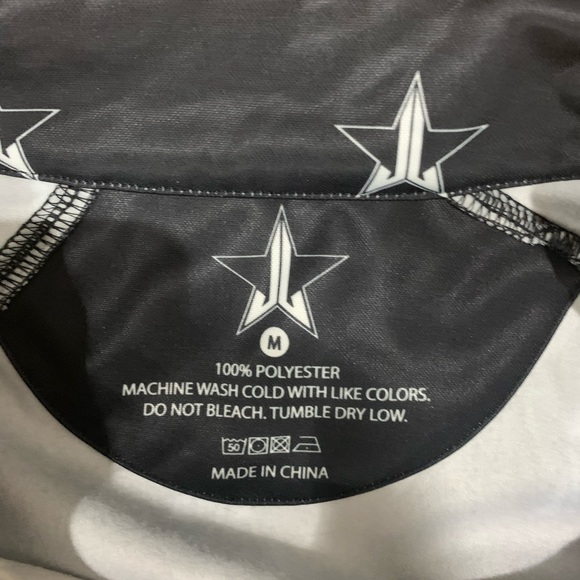 M
100% POLYESTER
MACHINE WASH COLD WITH LIKE COLORS.
DO NOT BLEACH. TUMBLE DRY LOW.
50
MADE IN CHINA